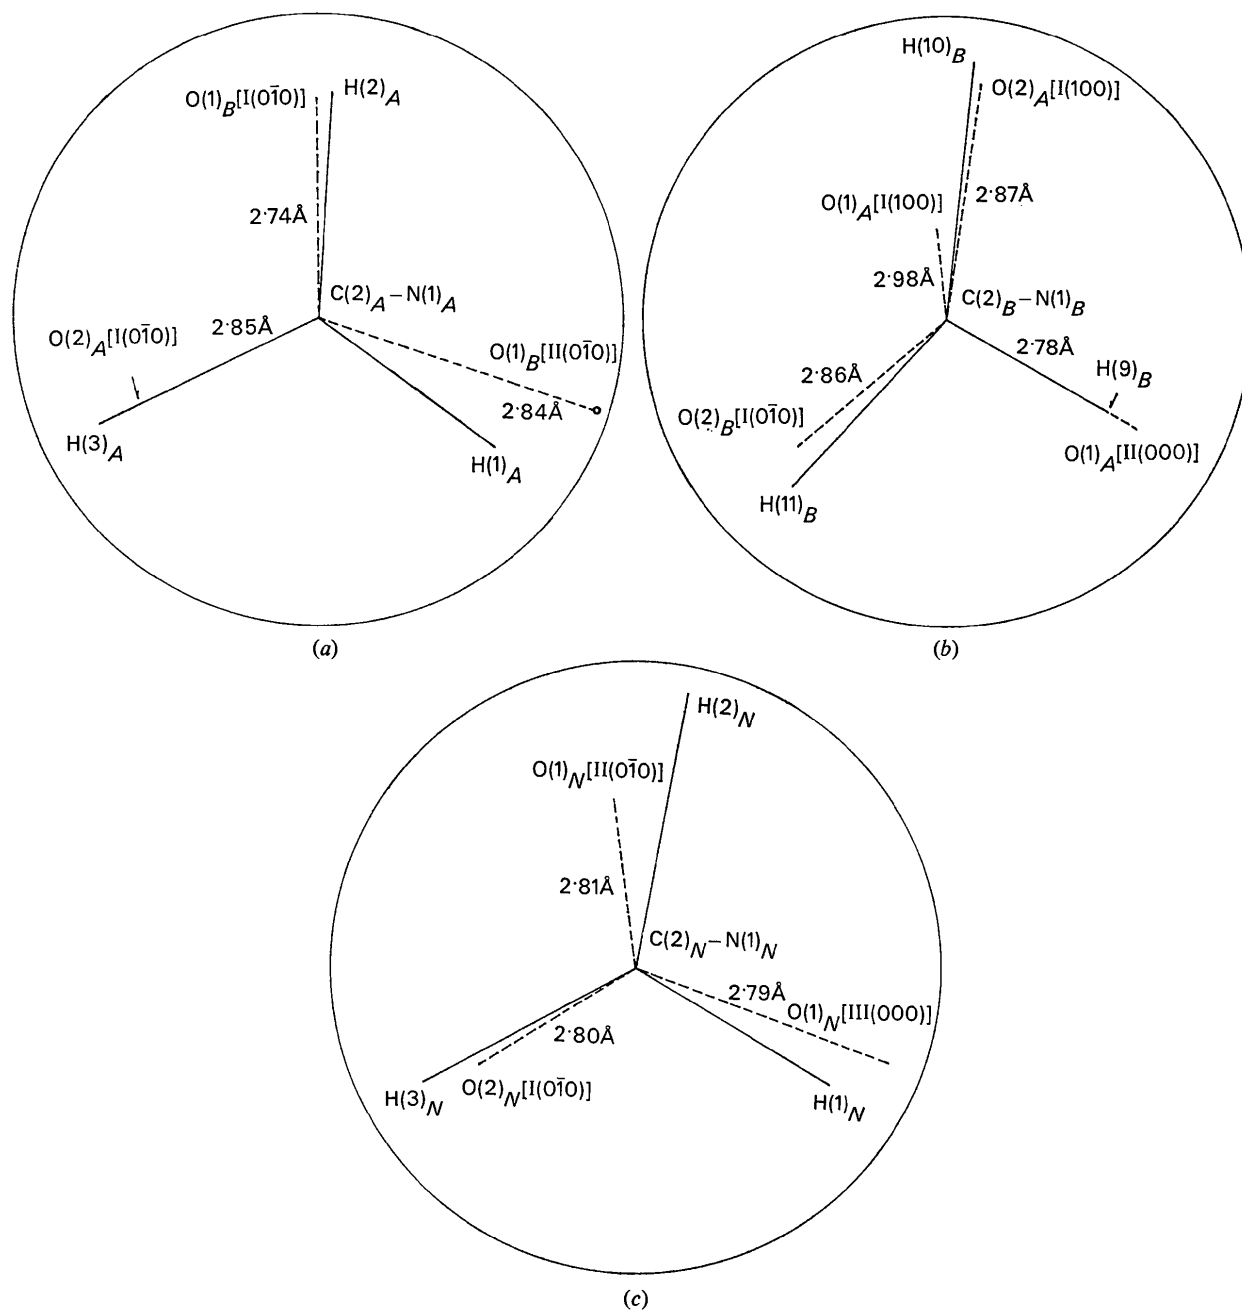 H(2)A
O(1)B[I(01̄0)]
2·74Å
C(2)A–N(1)A
2·85Å
O(2)A[I(01̄0)]
O(1)B[II(01̄0)]
2·84Å
H(3)A
H(1)A
(a)
H(10)B
O(2)A[I(100)]
2·87Å
O(1)A[I(100)]
2·98Å
C(2)B–N(1)B
2·78Å
H(9)B
2·86Å
O(2)B[I(01̄0)]
O(1)A[II(000)]
H(11)B
(b)
H(2)N
O(1)N[II(01̄0)]
2·81Å
C(2)N–N(1)N
2·79Å
O(1)N[III(000)]
2·80Å
O(2)N[I(01̄0)]
H(3)N
H(1)N
(c)